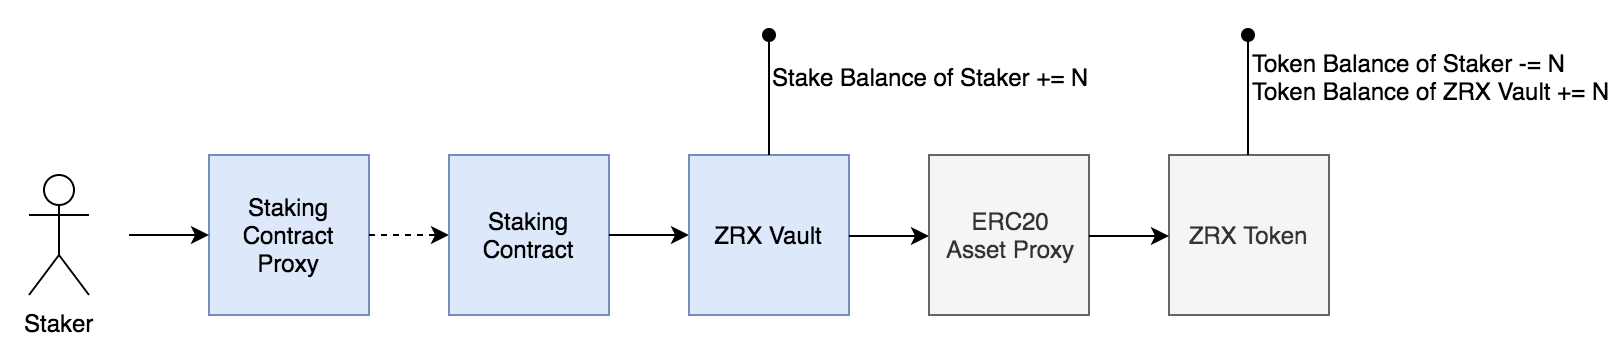 Stake Balance of Staker += N
Token Balance of Staker -= N
Token Balance of ZRX Vault += N
Staking
Contract
Proxy
Staking
Contract
ZRX Vault
ERC20
Asset Proxy
ZRX Token
Staker